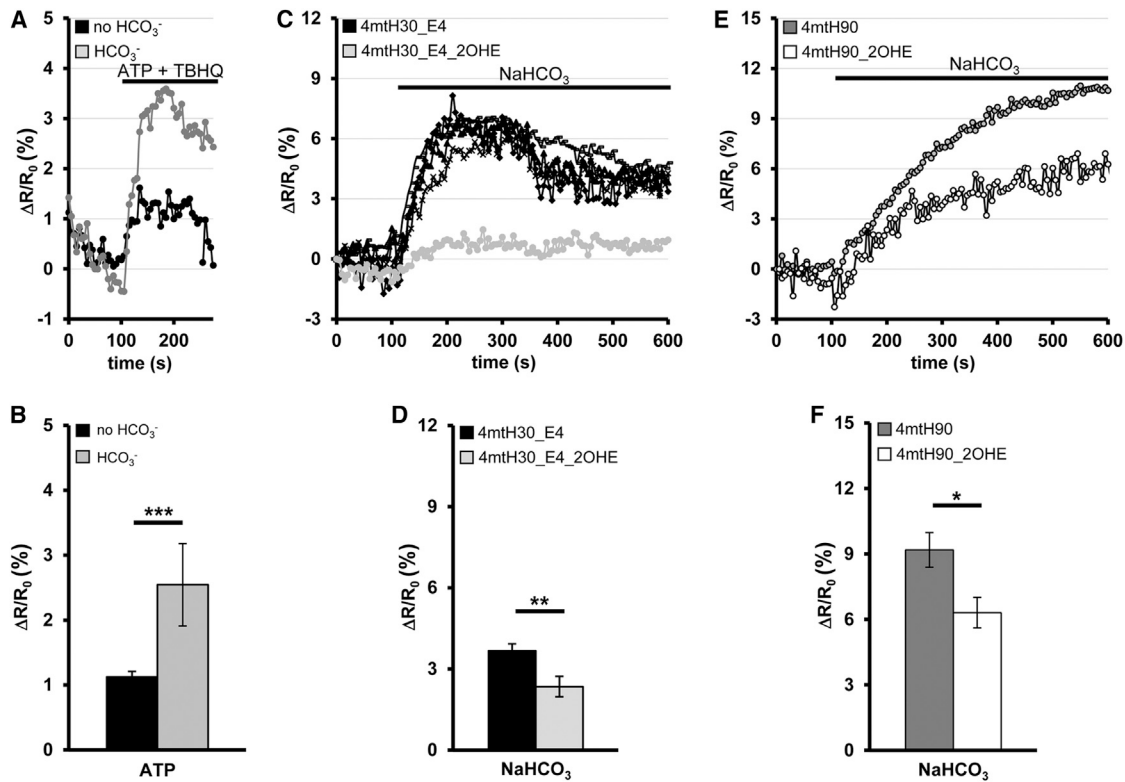 A
no HCO₃⁻
HCO₃⁻
ATP + TBHQ
ΔR/R₀ (%)
5
4
3
2
1
0
-1
0
100
200
time (s)
C
4mtH30_E4
4mtH30_E4_2OHE
NaHCO₃
ΔR/R₀ (%)
12
9
6
3
0
-3
0
100
200
300
400
500
600
time (s)
E
4mtH90
4mtH90_2OHE
NaHCO₃
ΔR/R₀ (%)
15
12
9
6
3
0
-3
0
100
200
300
400
500
600
time (s)
B
no HCO₃⁻
HCO₃⁻
***
ΔR/R₀ (%)
5
4
3
2
1
0
ATP
D
4mtH30_E4
4mtH30_E4_2OHE
**
ΔR/R₀ (%)
12
9
6
3
0
NaHCO₃
F
4mtH90
4mtH90_2OHE
*
ΔR/R₀ (%)
15
12
9
6
3
0
NaHCO₃